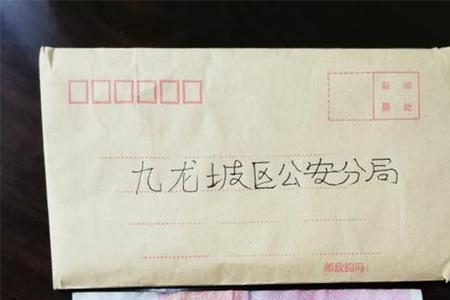 贴 邮
票 处
九龙坡区公安分局
邮政编码：